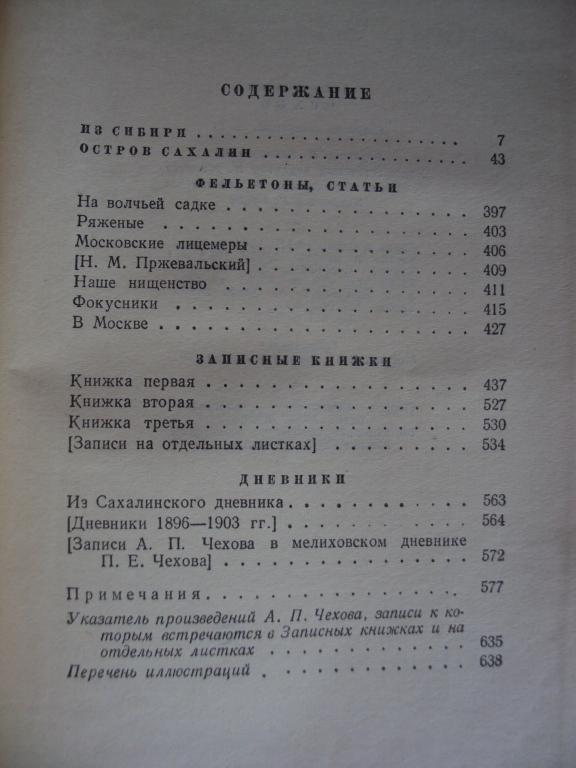 СОДЕРЖАНИЕ
ИЗ СИБИРИ . . . . . . . . . . . . . . . . . . 7
ОСТРОВ САХАЛИН . . . . . . . . . . . . . . 43
ФЕЛЬЕТОНЫ, СТАТЬИ
На волчьей садке . . . . . . . . . . . . . . . 397
Ряженые . . . . . . . . . . . . . . . . . 403
Московские лицемеры . . . . . . . . . . . . . 406
[Н. М. Пржевальский] . . . . . . . . . . . . . 409
Наше нищенство . . . . . . . . . . . . . . 411
Фокусники . . . . . . . . . . . . . . . . . 415
В Москве . . . . . . . . . . . . . . . . . 427
ЗАПИСНЫЕ КНИЖКИ
Книжка первая . . . . . . . . . . . . . . . 437
Книжка вторая . . . . . . . . . . . . . . . 527
Книжка третья . . . . . . . . . . . . . . . 530
[Записи на отдельных листках] . . . . . . . . 534
ДНЕВНИКИ
Из Сахалинского дневника . . . . . . . . . . . 563
[Дневники 1896—1903 гг.] . . . . . . . . . . . 564
[Записи А. П. Чехова в мелиховском дневнике
П. Е. Чехова] . . . . . . . . . . . . . . 572
Примечания . . . . . . . . . . . . . . . . 577
Указатель произведений А. П. Чехова, записи к ко-
торым встречаются в Записных книжках и на
отдельных листках . . . . . . . . . . . . 635
Перечень иллюстраций . . . . . . . . . . . . 638